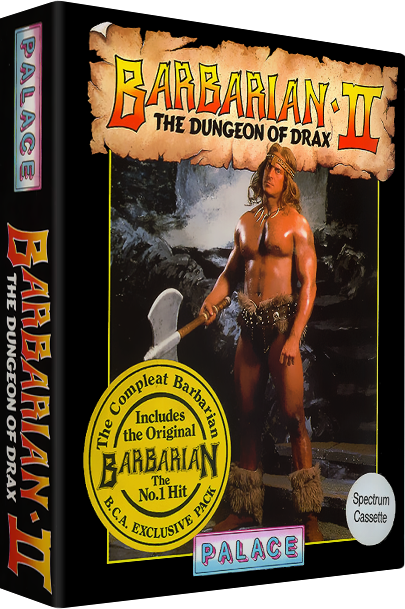 PALACE
BARBARIAN · II
THE DUNGEON OF DRAX
BARBARIAN · II
THE DUNGEON OF DRAX
The Compleat Barbarian
Includes
the Original
BARBARIAN
The
No.1 Hit
B.C.A. EXCLUSIVE PACK
Spectrum
Cassette
PALACE